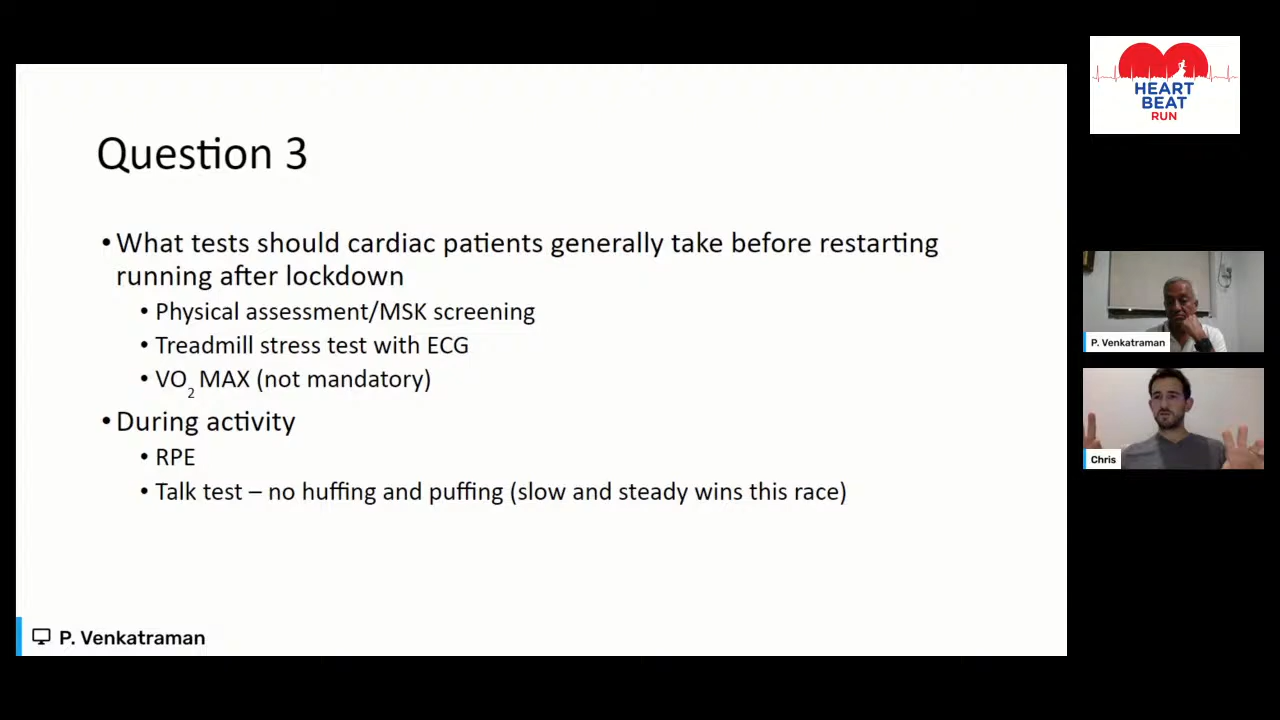 Question 3
• What tests should cardiac patients generally take before restarting
running after lockdown
• Physical assessment/MSK screening
• Treadmill stress test with ECG
• VO2 MAX (not mandatory)
• During activity
• RPE
• Talk test – no huffing and puffing (slow and steady wins this race)
P. Venkatraman
HEART
BEAT
RUN
P. Venkatraman
Chris